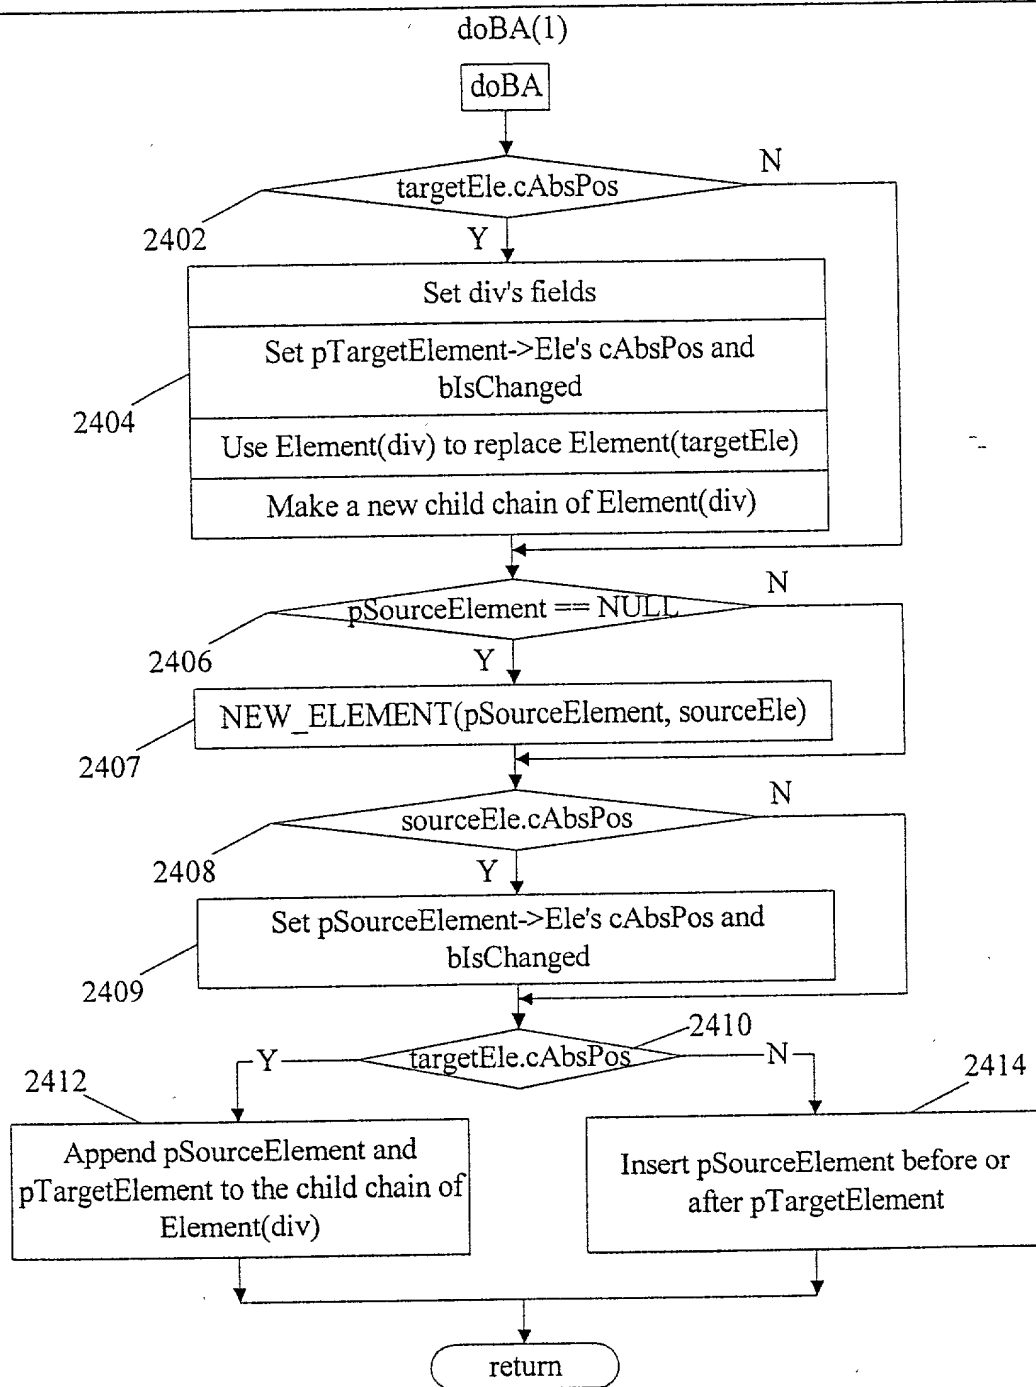 doBA(1)
doBA
targetEle.cAbsPos
N
2402
Y
Set div's fields
Set pTargetElement->Ele's cAbsPos and
bIsChanged
2404
Use Element(div) to replace Element(targetEle)
Make a new child chain of Element(div)
pSourceElement == NULL
N
2406
Y
NEW_ELEMENT(pSourceElement, sourceEle)
2407
sourceEle.cAbsPos
N
2408
Y
Set pSourceElement->Ele's cAbsPos and
bIsChanged
2409
2410
Y
targetEle.cAbsPos
N
2412
2414
Append pSourceElement and
pTargetElement to the child chain of
Element(div)
Insert pSourceElement before or
after pTargetElement
return